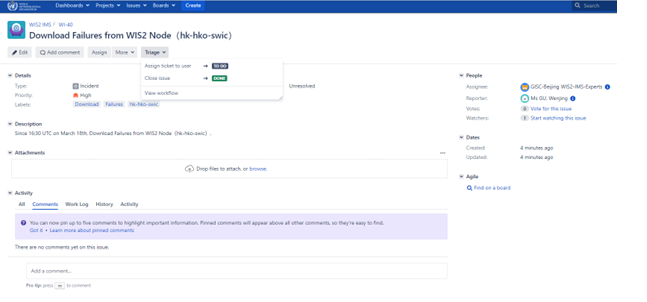 Dashboards Projects Issues Boards Create Search
WIS2 IMS / WI-40
Download Failures from WIS2 Node（hk-hko-swic）
Edit Add comment Assign More Triage
Assign ticket to user → TO DO
Close issue → DONE
View workflow
Details
Type: Incident Unresolved
Priority: High
Labels: Download Failures hk-hko-swic
Description
Since 16:30 UTC on March 18th, Download Failures from WIS2 Node（hk-hko-swic）.
Attachments
Drop files to attach, or browse.
Activity
All Comments Work Log History Activity
You can now pin up to five comments to highlight important information. Pinned comments will appear above all other comments, so they're easy to find.
Got it • Learn more about pinned comments
There are no comments yet on this issue.
Add a comment...
Pro tip: press m to comment
People
Assignee: GISC-Beijing WIS2-IMS-Experts
Reporter: Ms GU, Wenjing
Votes: 0 Vote for this issue
Watchers: 1 Start watching this issue
Dates
Created: 4 minutes ago
Updated: 4 minutes ago
Agile
Find on a board